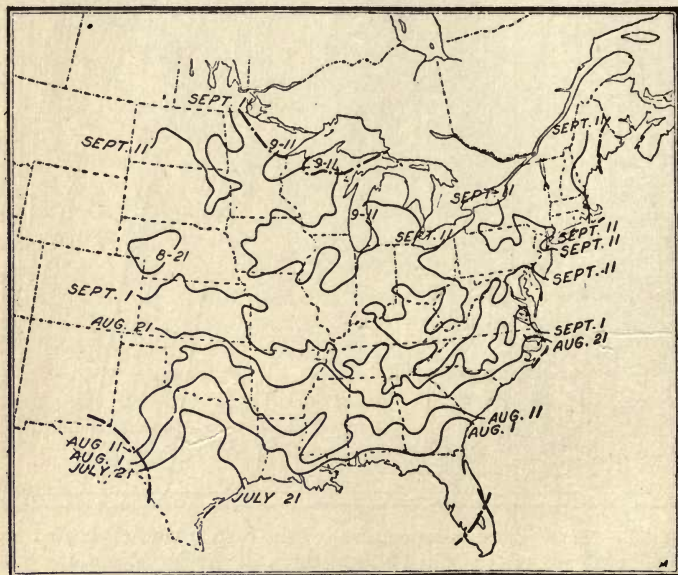 SEPT. 1
SEPT. 11
9-11
9-11
SEPT. 11
SEPT. 11
9-11
SEPT. 11
SEPT. 11
SEPT. 11
SEPT. 11
8-21
SEPT. 1
AUG. 21
SEPT. 1
AUG. 21
AUG. 11
AUG. 1
AUG 11
AUG. 1
JULY 21
JULY 21